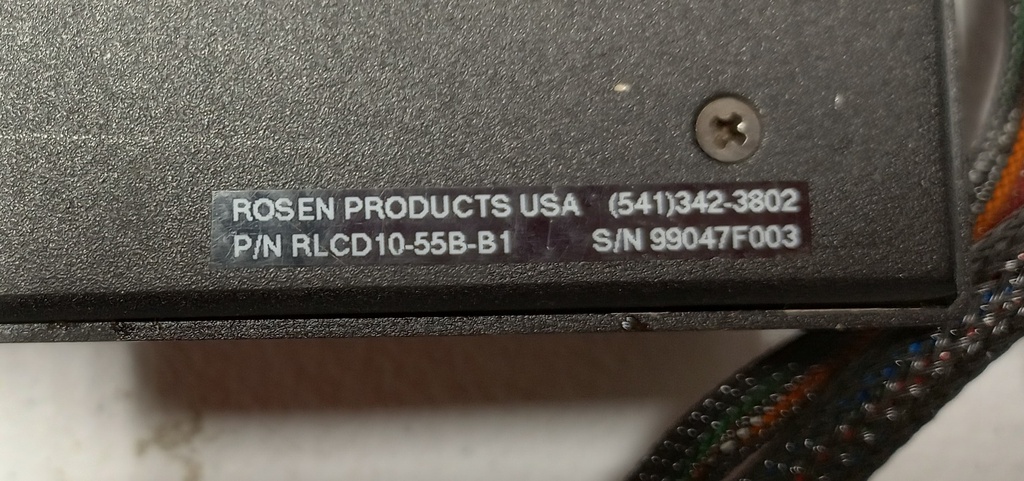 ROSEN PRODUCTS USA (541)342-3802
P/N RLCD10-55B-B1 S/N 99047F003